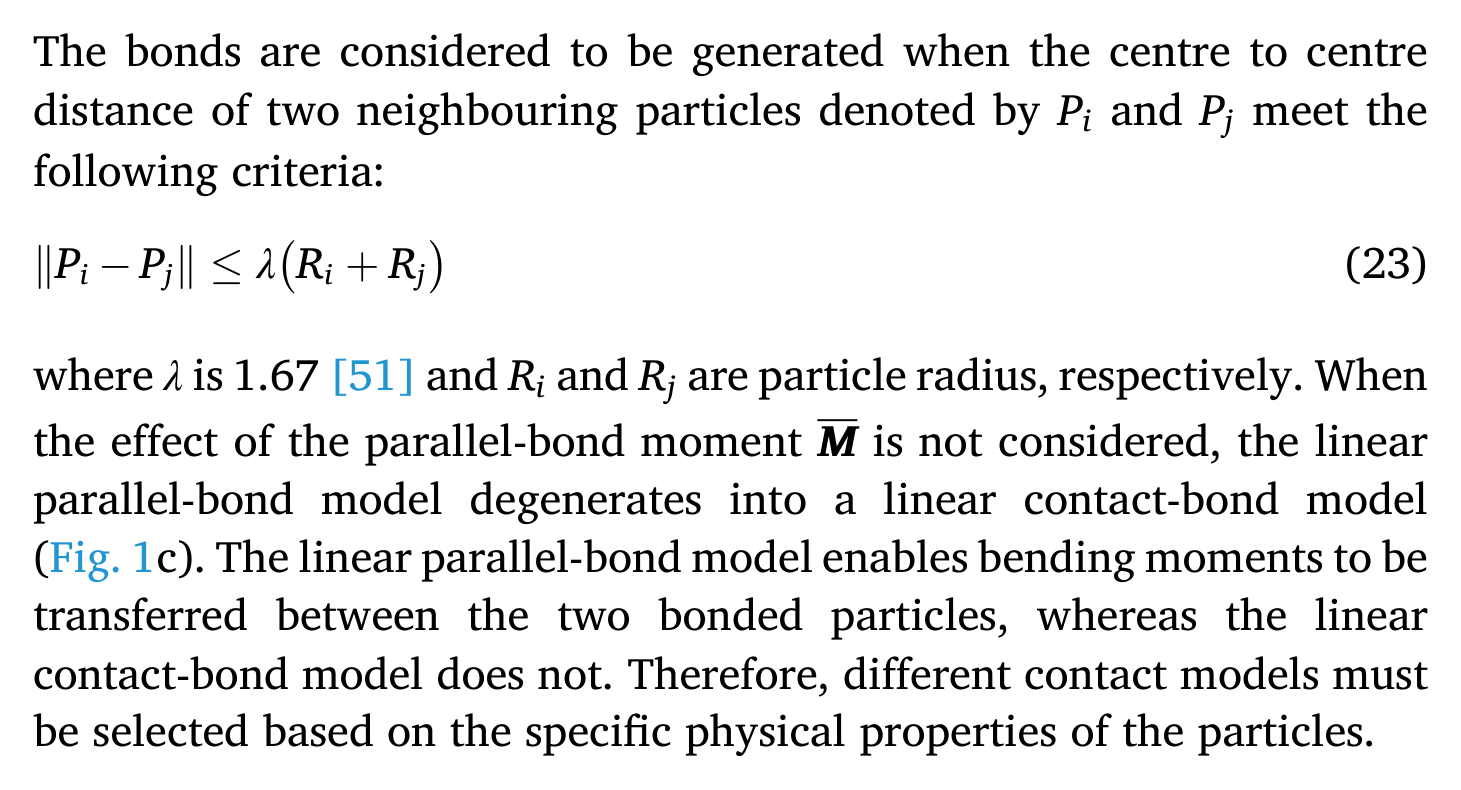 The bonds are considered to be generated when the centre to centre
distance of two neighbouring particles denoted by Pᵢ and Pⱼ meet the
following criteria:
‖Pᵢ − Pⱼ‖ ≤ λ(Rᵢ + Rⱼ) (23)
where λ is 1.67 [51] and Rᵢ and Rⱼ are particle radius, respectively. When
the effect of the parallel-bond moment M̅ is not considered, the linear
parallel-bond model degenerates into a linear contact-bond model
(Fig. 1c). The linear parallel-bond model enables bending moments to be
transferred between the two bonded particles, whereas the linear
contact-bond model does not. Therefore, different contact models must
be selected based on the specific physical properties of the particles.